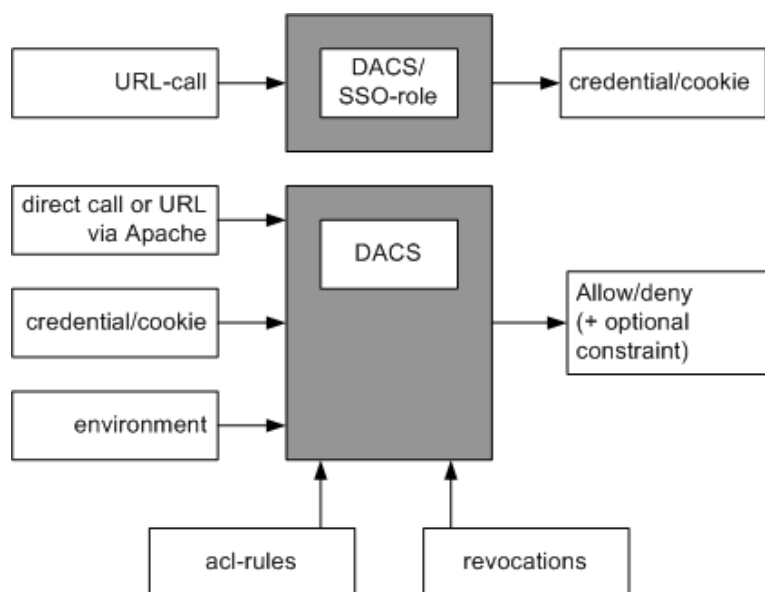 URL-call
DACS/
SSO-role
credential/cookie
direct call or URL
via Apache
DACS
credential/cookie
Allow/deny
(+ optional
constraint)
environment
acl-rules
revocations